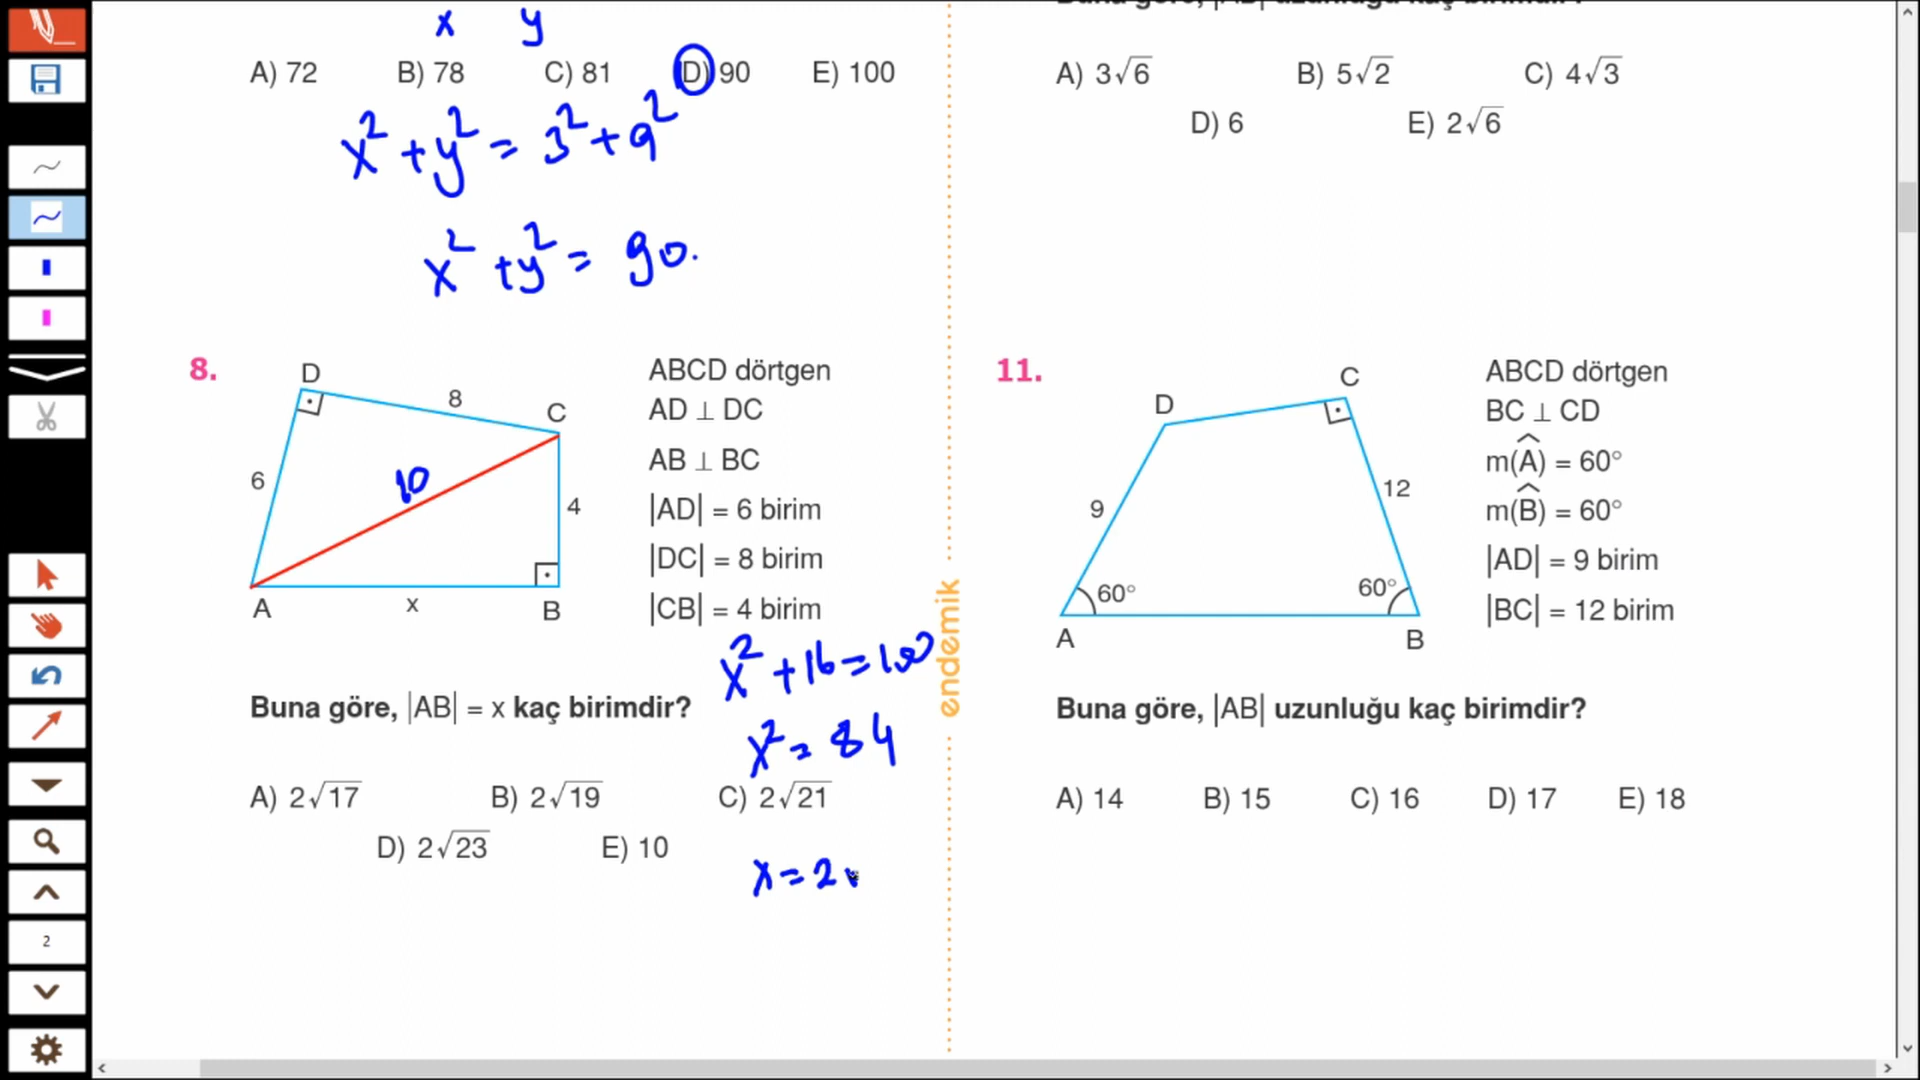 x y
A) 72 B) 78 C) 81 D) 90 E) 100
x² + y² = 3² + 9²
x² + y² = 90.
8.
D
8
C
6
10
4
A
x
B
ABCD dörtgen
AD ⊥ DC
AB ⊥ BC
|AD| = 6 birim
|DC| = 8 birim
|CB| = 4 birim
x² + 16 = 100
Buna göre, |AB| = x kaç birimdir?
x² = 84
A) 2√17 B) 2√19 C) 2√21
D) 2√23 E) 10
x = 2
endemik
A) 3√6 B) 5√2 C) 4√3
D) 6 E) 2√6
11.
C
D
9
12
60° 60°
A
B
ABCD dörtgen
BC ⊥ CD
m(Â) = 60°
m(B̂) = 60°
|AD| = 9 birim
|BC| = 12 birim
Buna göre, |AB| uzunluğu kaç birimdir?
A) 14 B) 15 C) 16 D) 17 E) 18
2